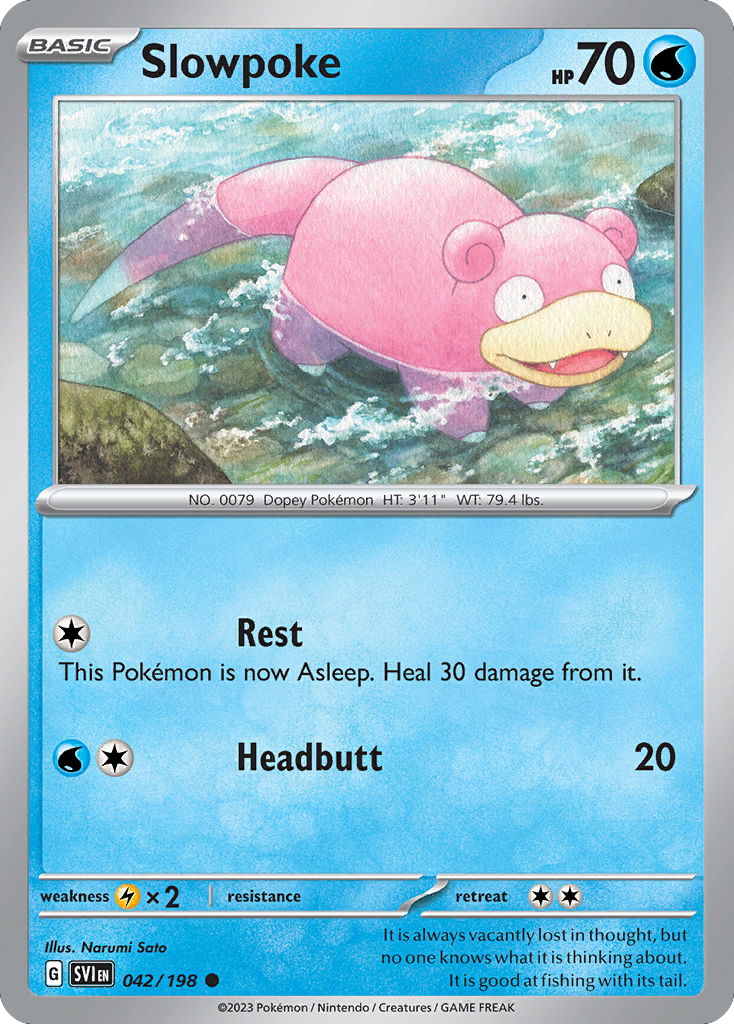 BASIC
Slowpoke
HP 70
NO. 0079 Dopey Pokémon HT: 3'11" WT: 79.4 lbs.
Rest
This Pokémon is now Asleep. Heal 30 damage from it.
Headbutt 20
weakness ×2 resistance retreat
Illus. Narumi Sato
It is always vacantly lost in thought, but
no one knows what it is thinking about.
It is good at fishing with its tail.
G SVI EN 042/198
©2023 Pokémon / Nintendo / Creatures / GAME FREAK